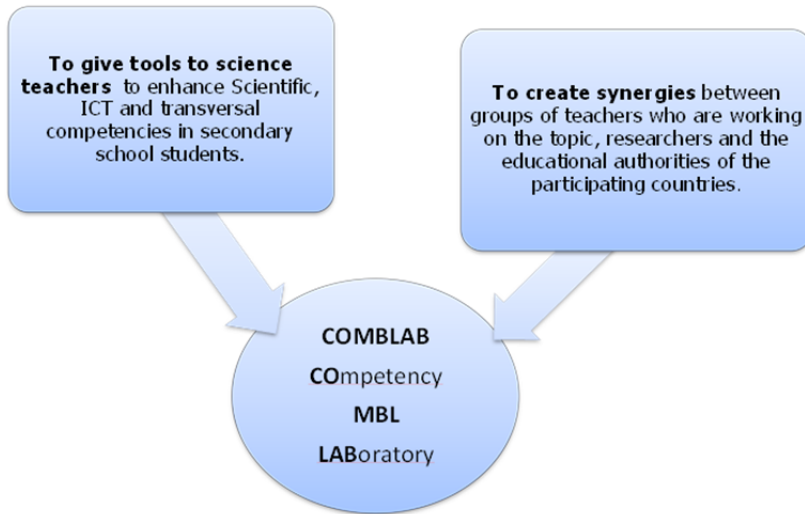 To give tools to science
teachers to enhance Scientific,
ICT and transversal
competencies in secondary
school students.
To create synergies between
groups of teachers who are working
on the topic, researchers and the
educational authorities of the
participating countries.
COMBLAB
COmpetency
MBL
LABoratory